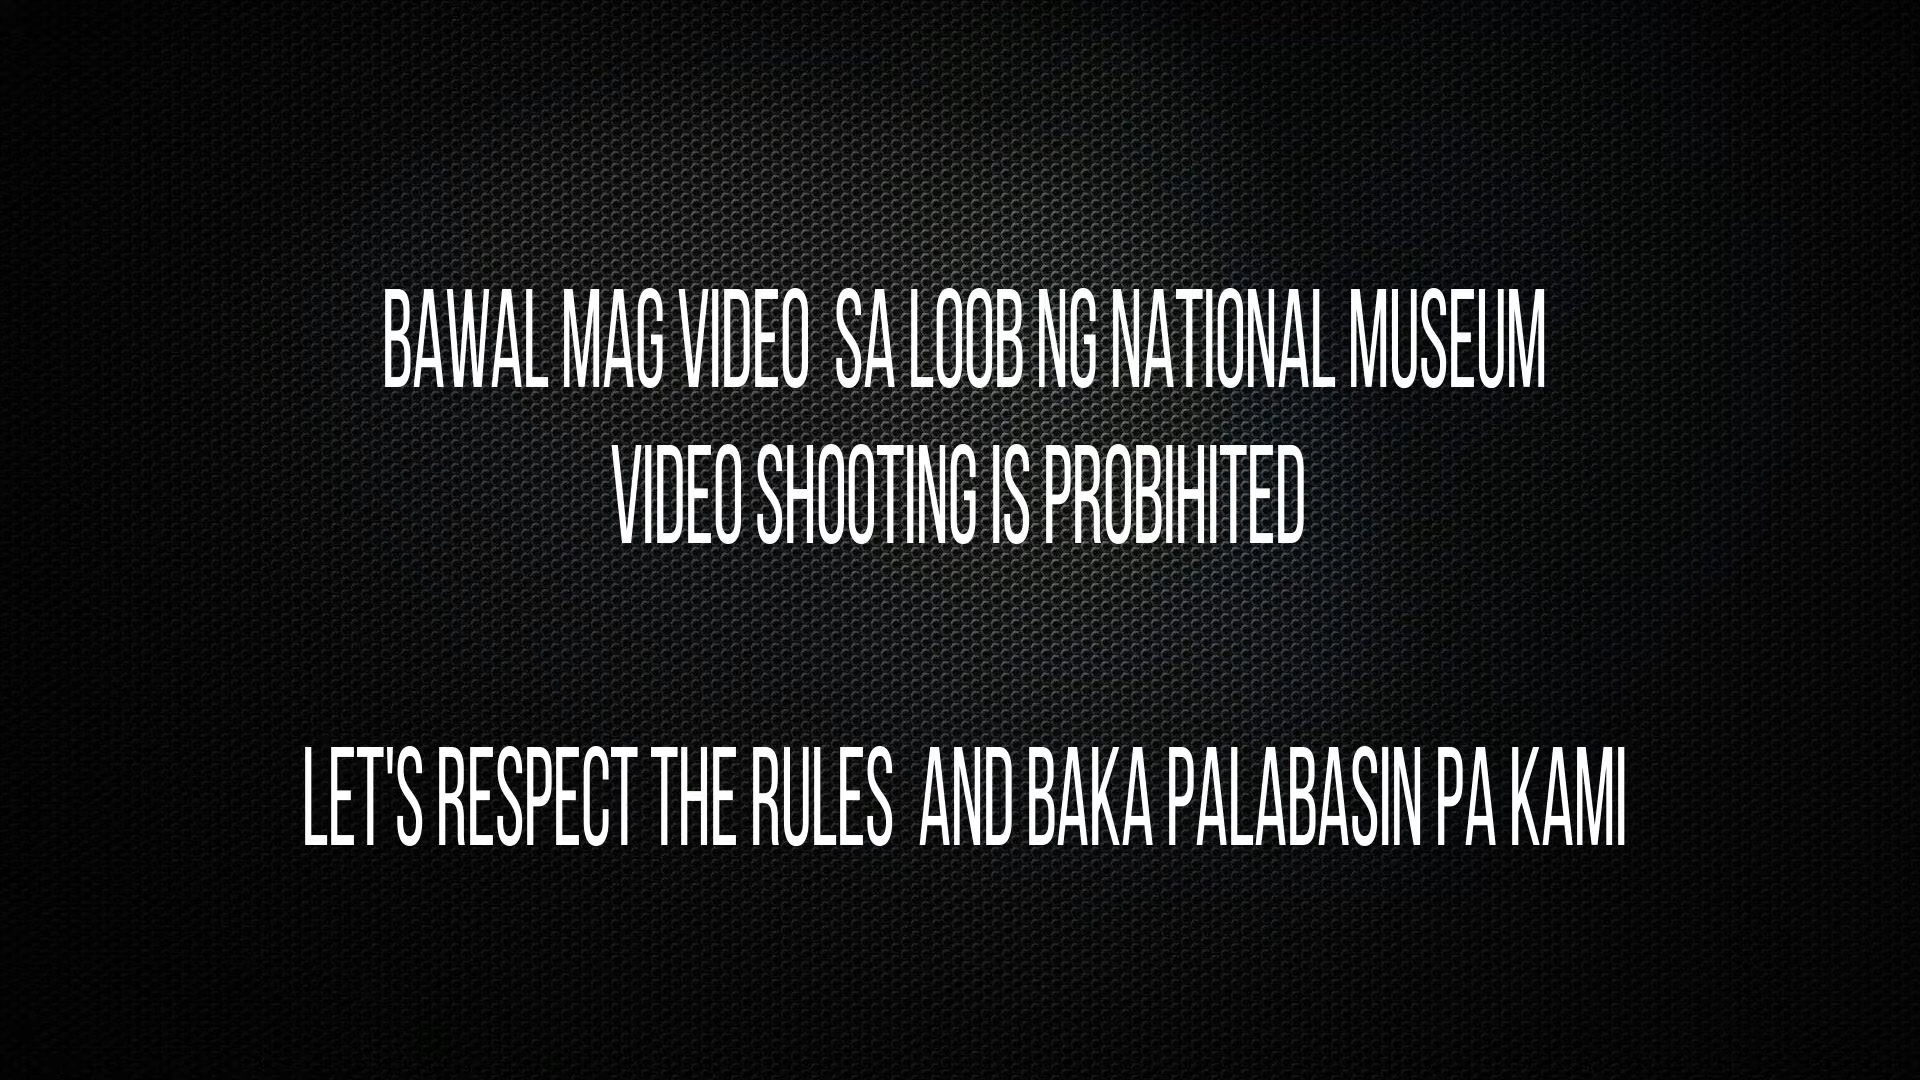 BAWAL MAG VIDEO SA LOOB NG NATIONAL MUSEUM
VIDEO SHOOTING IS PROBIHITED
LET'S RESPECT THE RULES AND BAKA PALABASIN PA KAMI